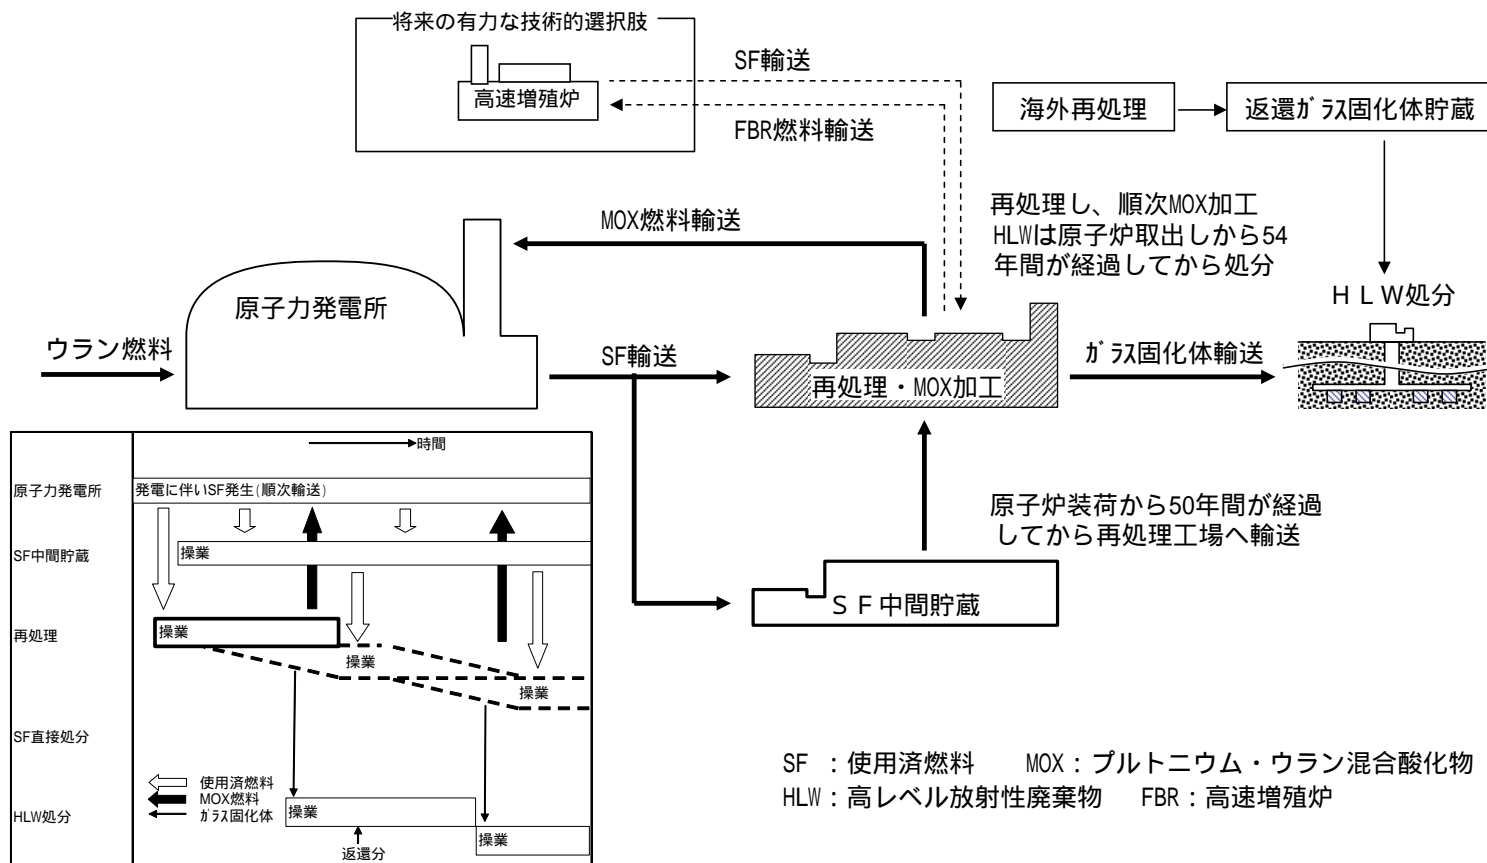 将来の有力な技術的選択肢
高速増殖炉
SF輸送
FBR燃料輸送
海外再処理
返還ガラス固化体貯蔵
再処理し、順次MOX加工
HLWは原子炉取出しから54
年間が経過してから処分
MOX燃料輸送
原子力発電所
ウラン燃料
SF輸送
再処理・MOX加工
ガラス固化体輸送
HLW処分
原子炉装荷から50年間が経過
してから再処理工場へ輸送
SF中間貯蔵
時間
原子力発電所
発電に伴いSF発生(順次輸送)
SF中間貯蔵
操業
再処理
操業
操業
操業
SF直接処分
使用済燃料
MOX燃料
ガラス固化体
HLW処分
操業
操業
返還分
SF:使用済燃料 MOX:プルトニウム・ウラン混合酸化物
HLW:高レベル放射性廃棄物 FBR:高速増殖炉